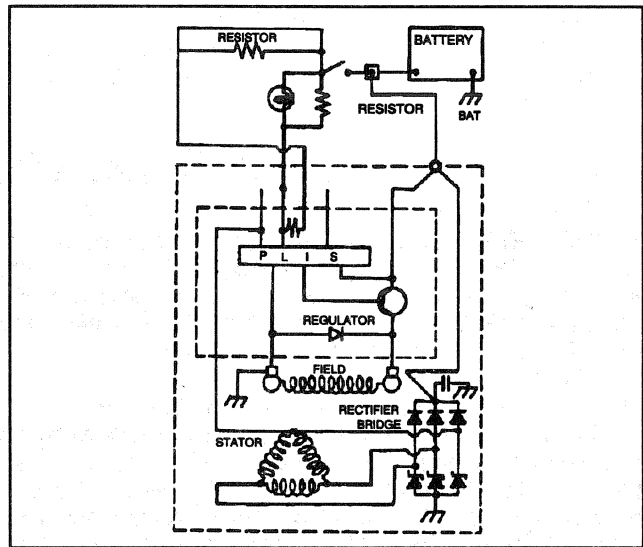 RESISTOR
BATTERY
RESISTOR
BAT
P L I S
REGULATOR
FIELD
RECTIFIER
BRIDGE
STATOR